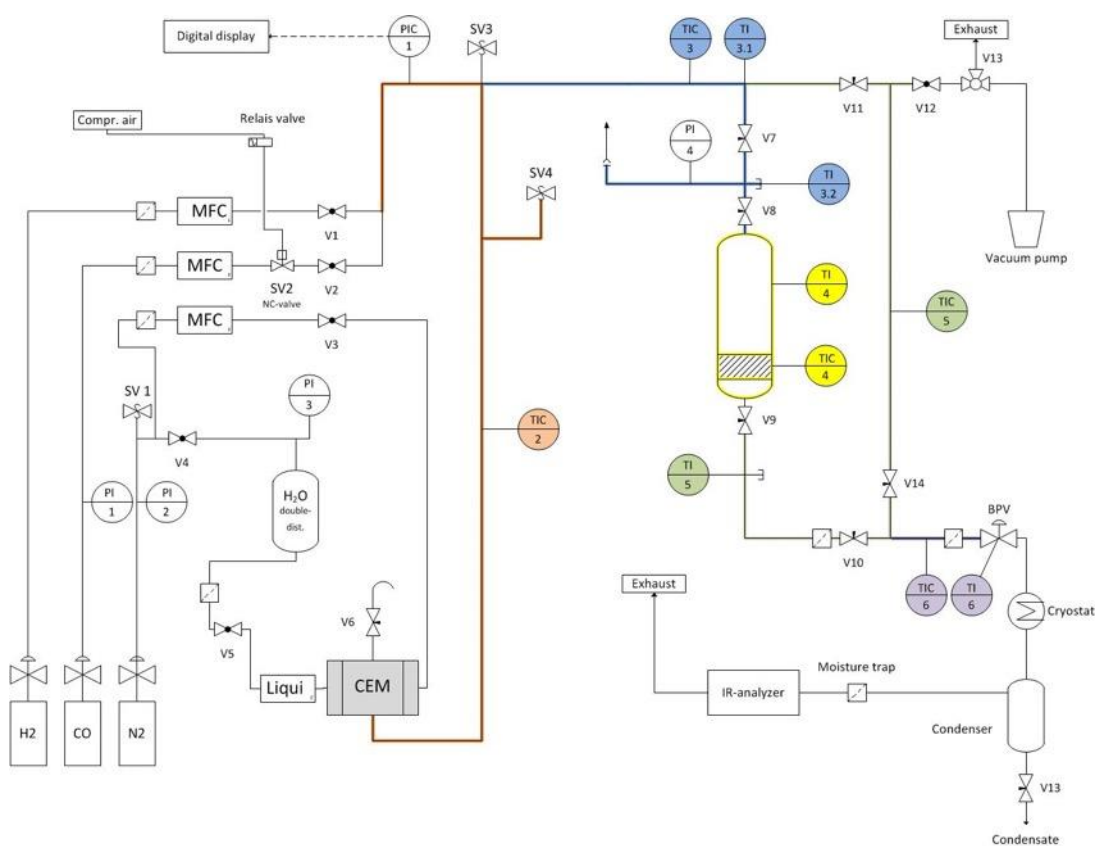 Digital display
PIC
1
SV3
TIC
3
TI
3.1
Exhaust
V13
V11
V12
Compr. air
Relais valve
PI
4
V7
SV4
TI
3.2
MFC
V1
V8
Vacuum pump
MFC
SV2
NC-valve
V2
TI
4
TIC
5
MFC
V3
TIC
4
SV 1
PI
3
V9
TIC
2
V4
TI
5
V14
PI
1
PI
2
H₂O
double-
dist.
BPV
V10
Exhaust
TIC
6
TI
6
V6
Cryostat
V5
Moisture trap
Liqui
CEM
IR-analyzer
H2
CO
N2
Condenser
V13
Condensate